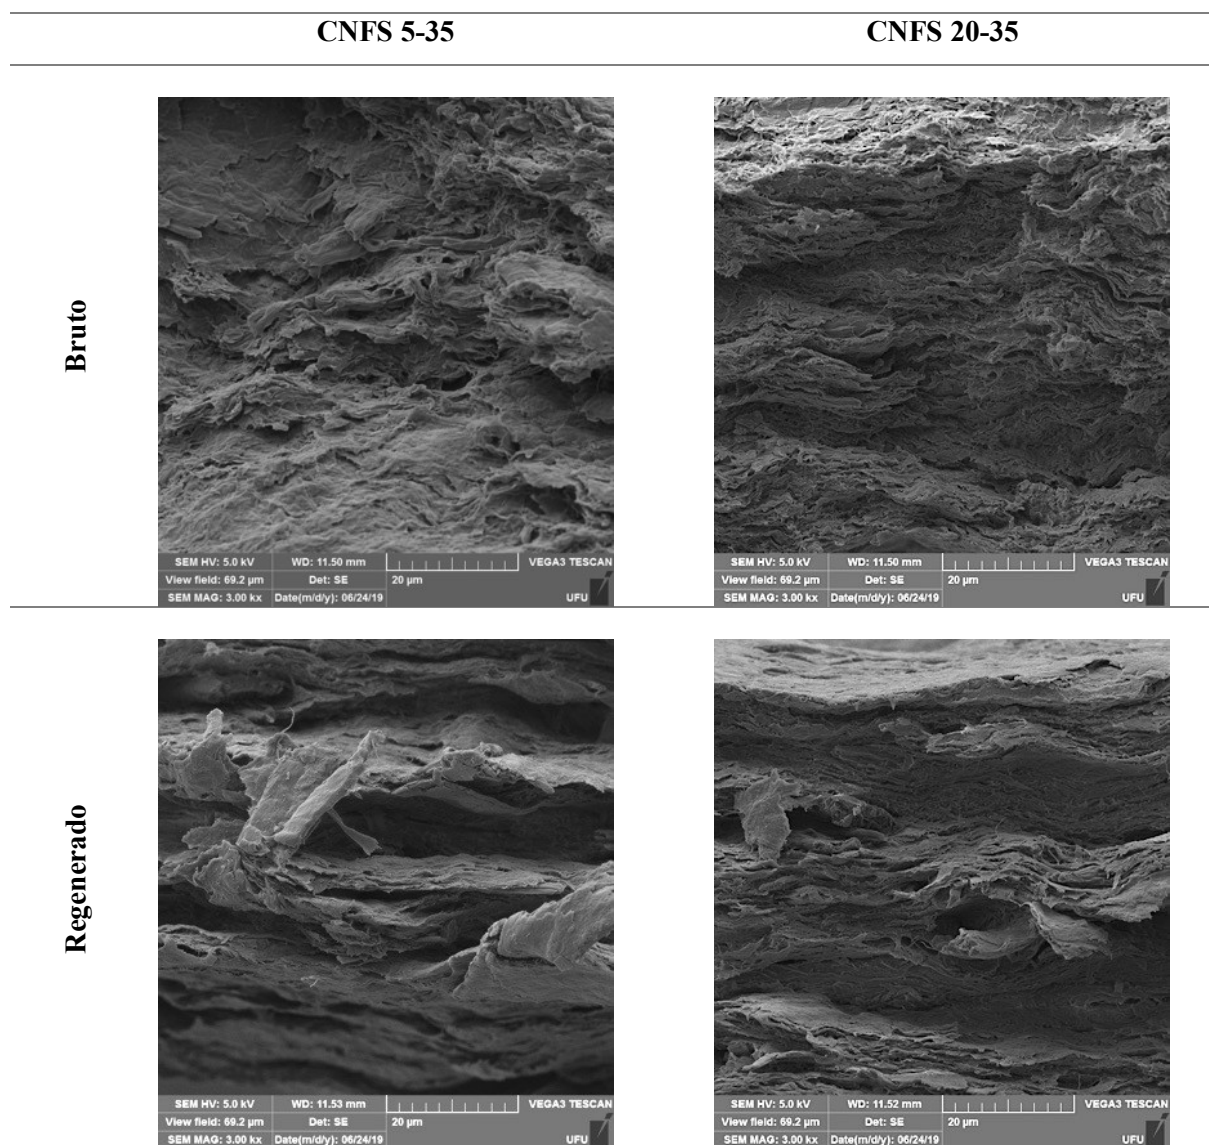 CNFS 5-35 CNFS 20-35
Bruto
SEM HV: 5.0 kV WD: 11.50 mm VEGA3 TESCAN
View field: 69.2 µm Det: SE 20 µm
SEM MAG: 3.00 kx Date(m/d/y): 06/24/19 UFU
SEM HV: 5.0 kV WD: 11.50 mm VEGA3 TESCAN
View field: 69.2 µm Det: SE 20 µm
SEM MAG: 3.00 kx Date(m/d/y): 06/24/19 UFU
Regenerado
SEM HV: 5.0 kV WD: 11.53 mm VEGA3 TESCAN
View field: 69.2 µm Det: SE 20 µm
SEM MAG: 3.00 kx Date(m/d/y): 06/24/19 UFU
SEM HV: 5.0 kV WD: 11.52 mm VEGA3 TESCAN
View field: 69.2 µm Det: SE 20 µm
SEM MAG: 3.00 kx Date(m/d/y): 06/24/19 UFU